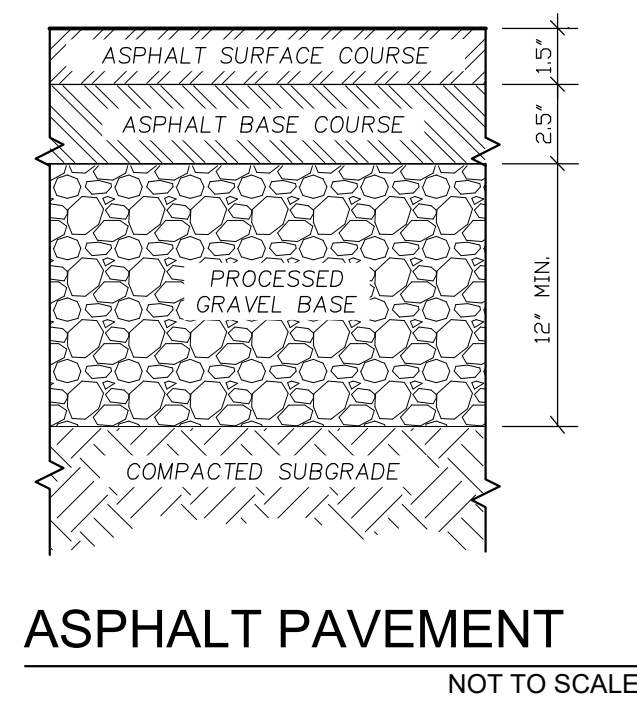 ASPHALT SURFACE COURSE
1.5"
ASPHALT BASE COURSE
2.5"
PROCESSED
GRAVEL BASE
12" MIN.
COMPACTED SUBGRADE
ASPHALT PAVEMENT
NOT TO SCALE